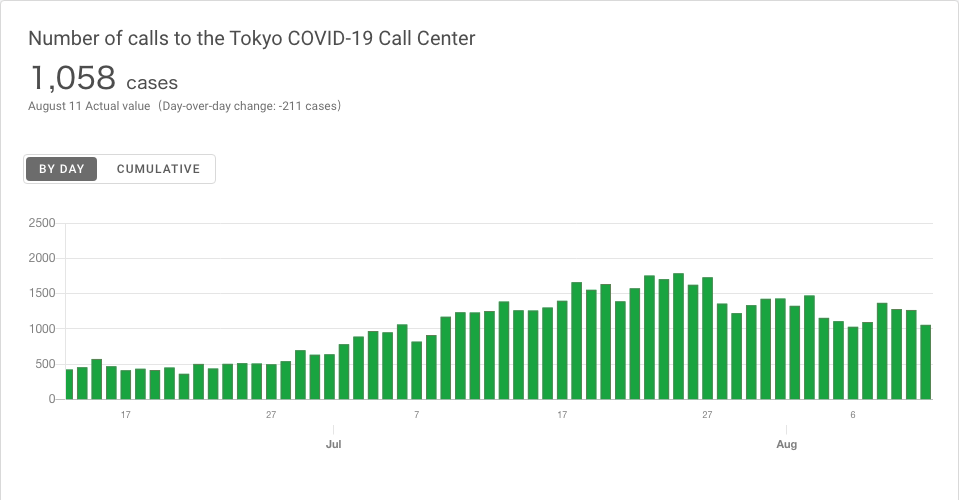 Number of calls to the Tokyo COVID-19 Call Center
1,058 cases
August 11 Actual value（Day-over-day change: -211 cases）
BY DAY CUMULATIVE
2500
2000
1500
1000
500
0
17 27 7 17 27 6
Jul Aug